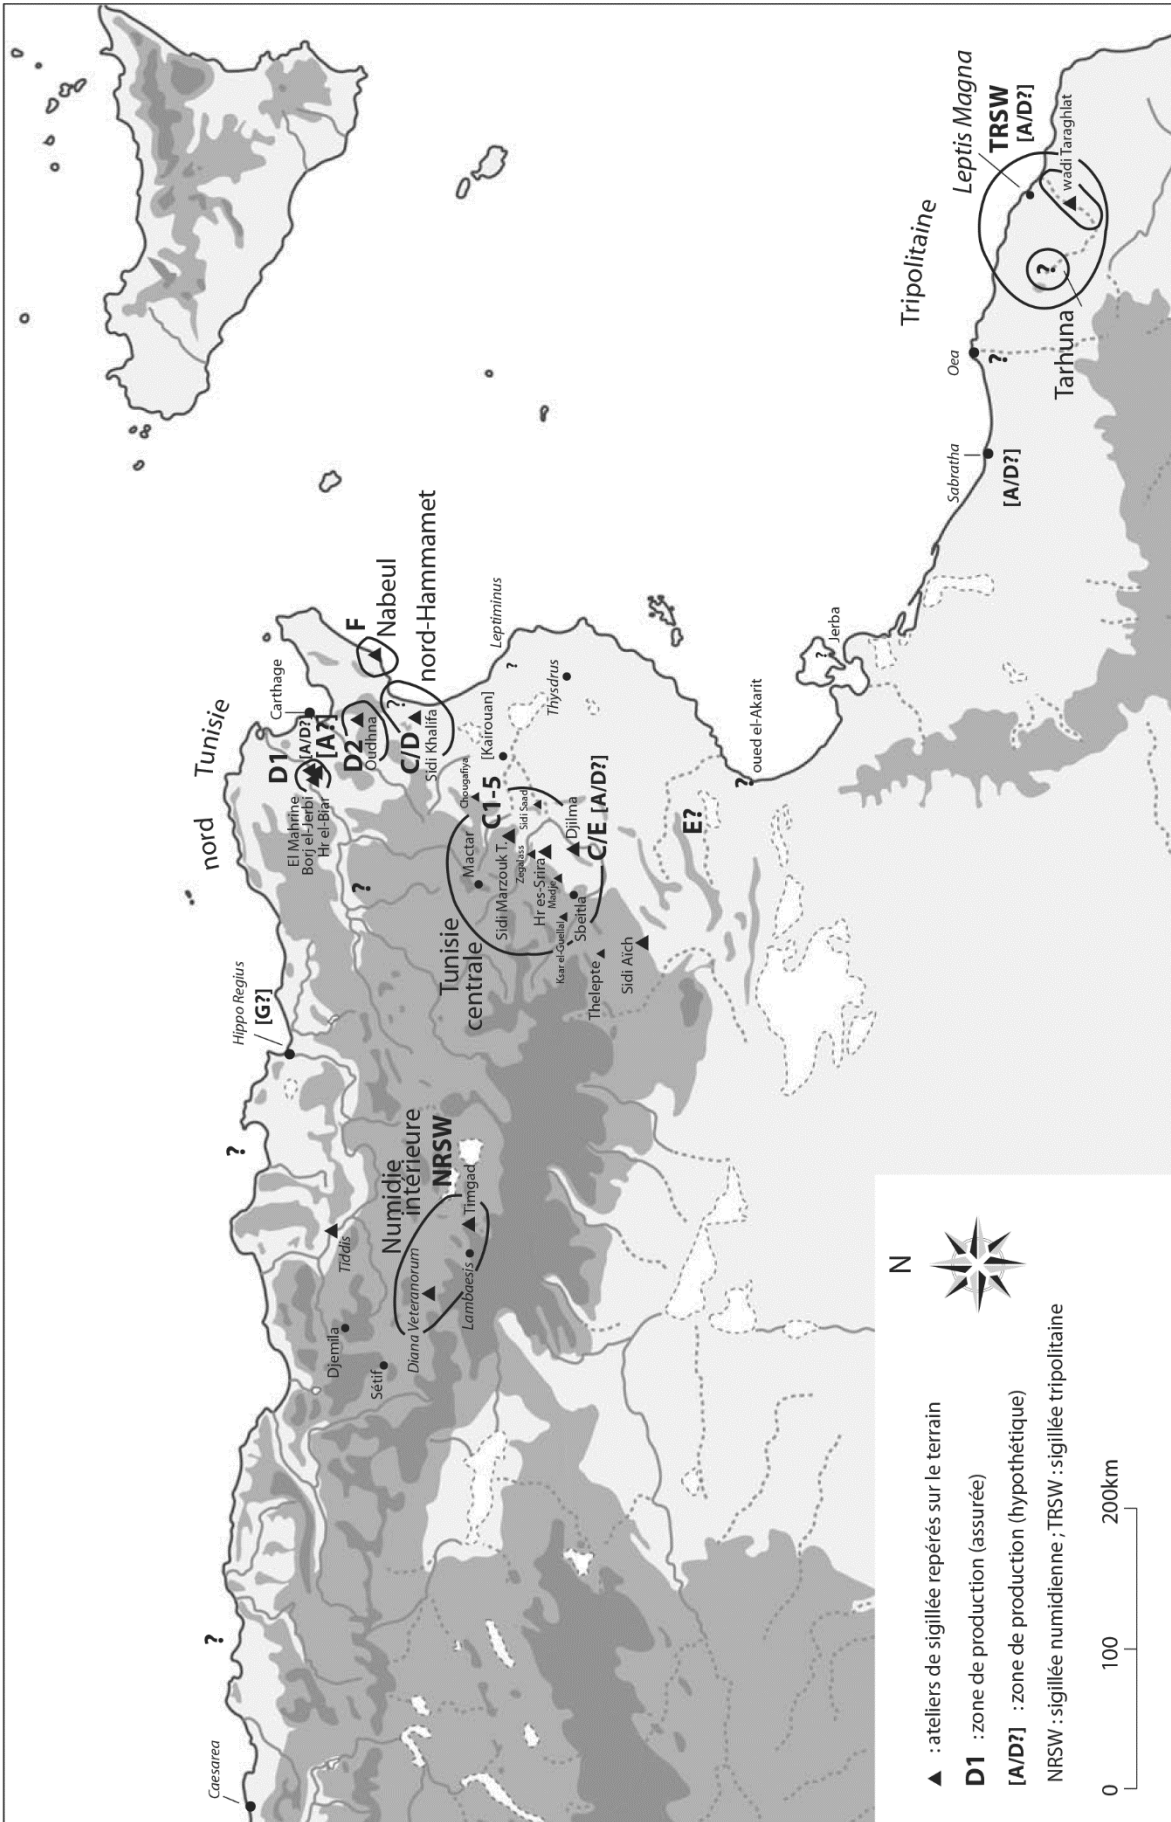 Caesarea
?
?
Hippo Regius
[G?]
Tiddis
Djemila
Sétif
Numidie
intérieure
NRSW
Diana Veteranorum
Lambaesis
Timgad
nord Tunisie
Carthage
D1
[A/D?]
[A?]
El Mahrine
Borj el-Jerbi
Hr el-Biar
?
D2
Oudhna
F
Nabeul
nord-Hammamet
C/D
?
Sidi Khalifa
Leptiminus
?
Thysdrus
[Kairouan]
Tunisie
centrale
Mactar
Chougafiya
C1-5
Sidi Marzouk T.
Sidi Saad
Zegalass
Hr es-Srira
Djilma
Madje
Ksar el-Guellal
Sbeitla
C/E [A/D?]
Thelepte
Sidi Aïch
E?
?
oued el-Akarit
?
Jerba
Tripolitaine
Sabratha
[A/D?]
Oea
?
Leptis Magna
TRSW
[A/D?]
wadi Taraghlat
?
Tarhuna
N
▲ : ateliers de sigillée repérés sur le terrain
D1 : zone de production (assurée)
[A/D?] : zone de production (hypothétique)
NRSW : sigillée numidienne ; TRSW : sigillée tripolitaine
0 100 200km